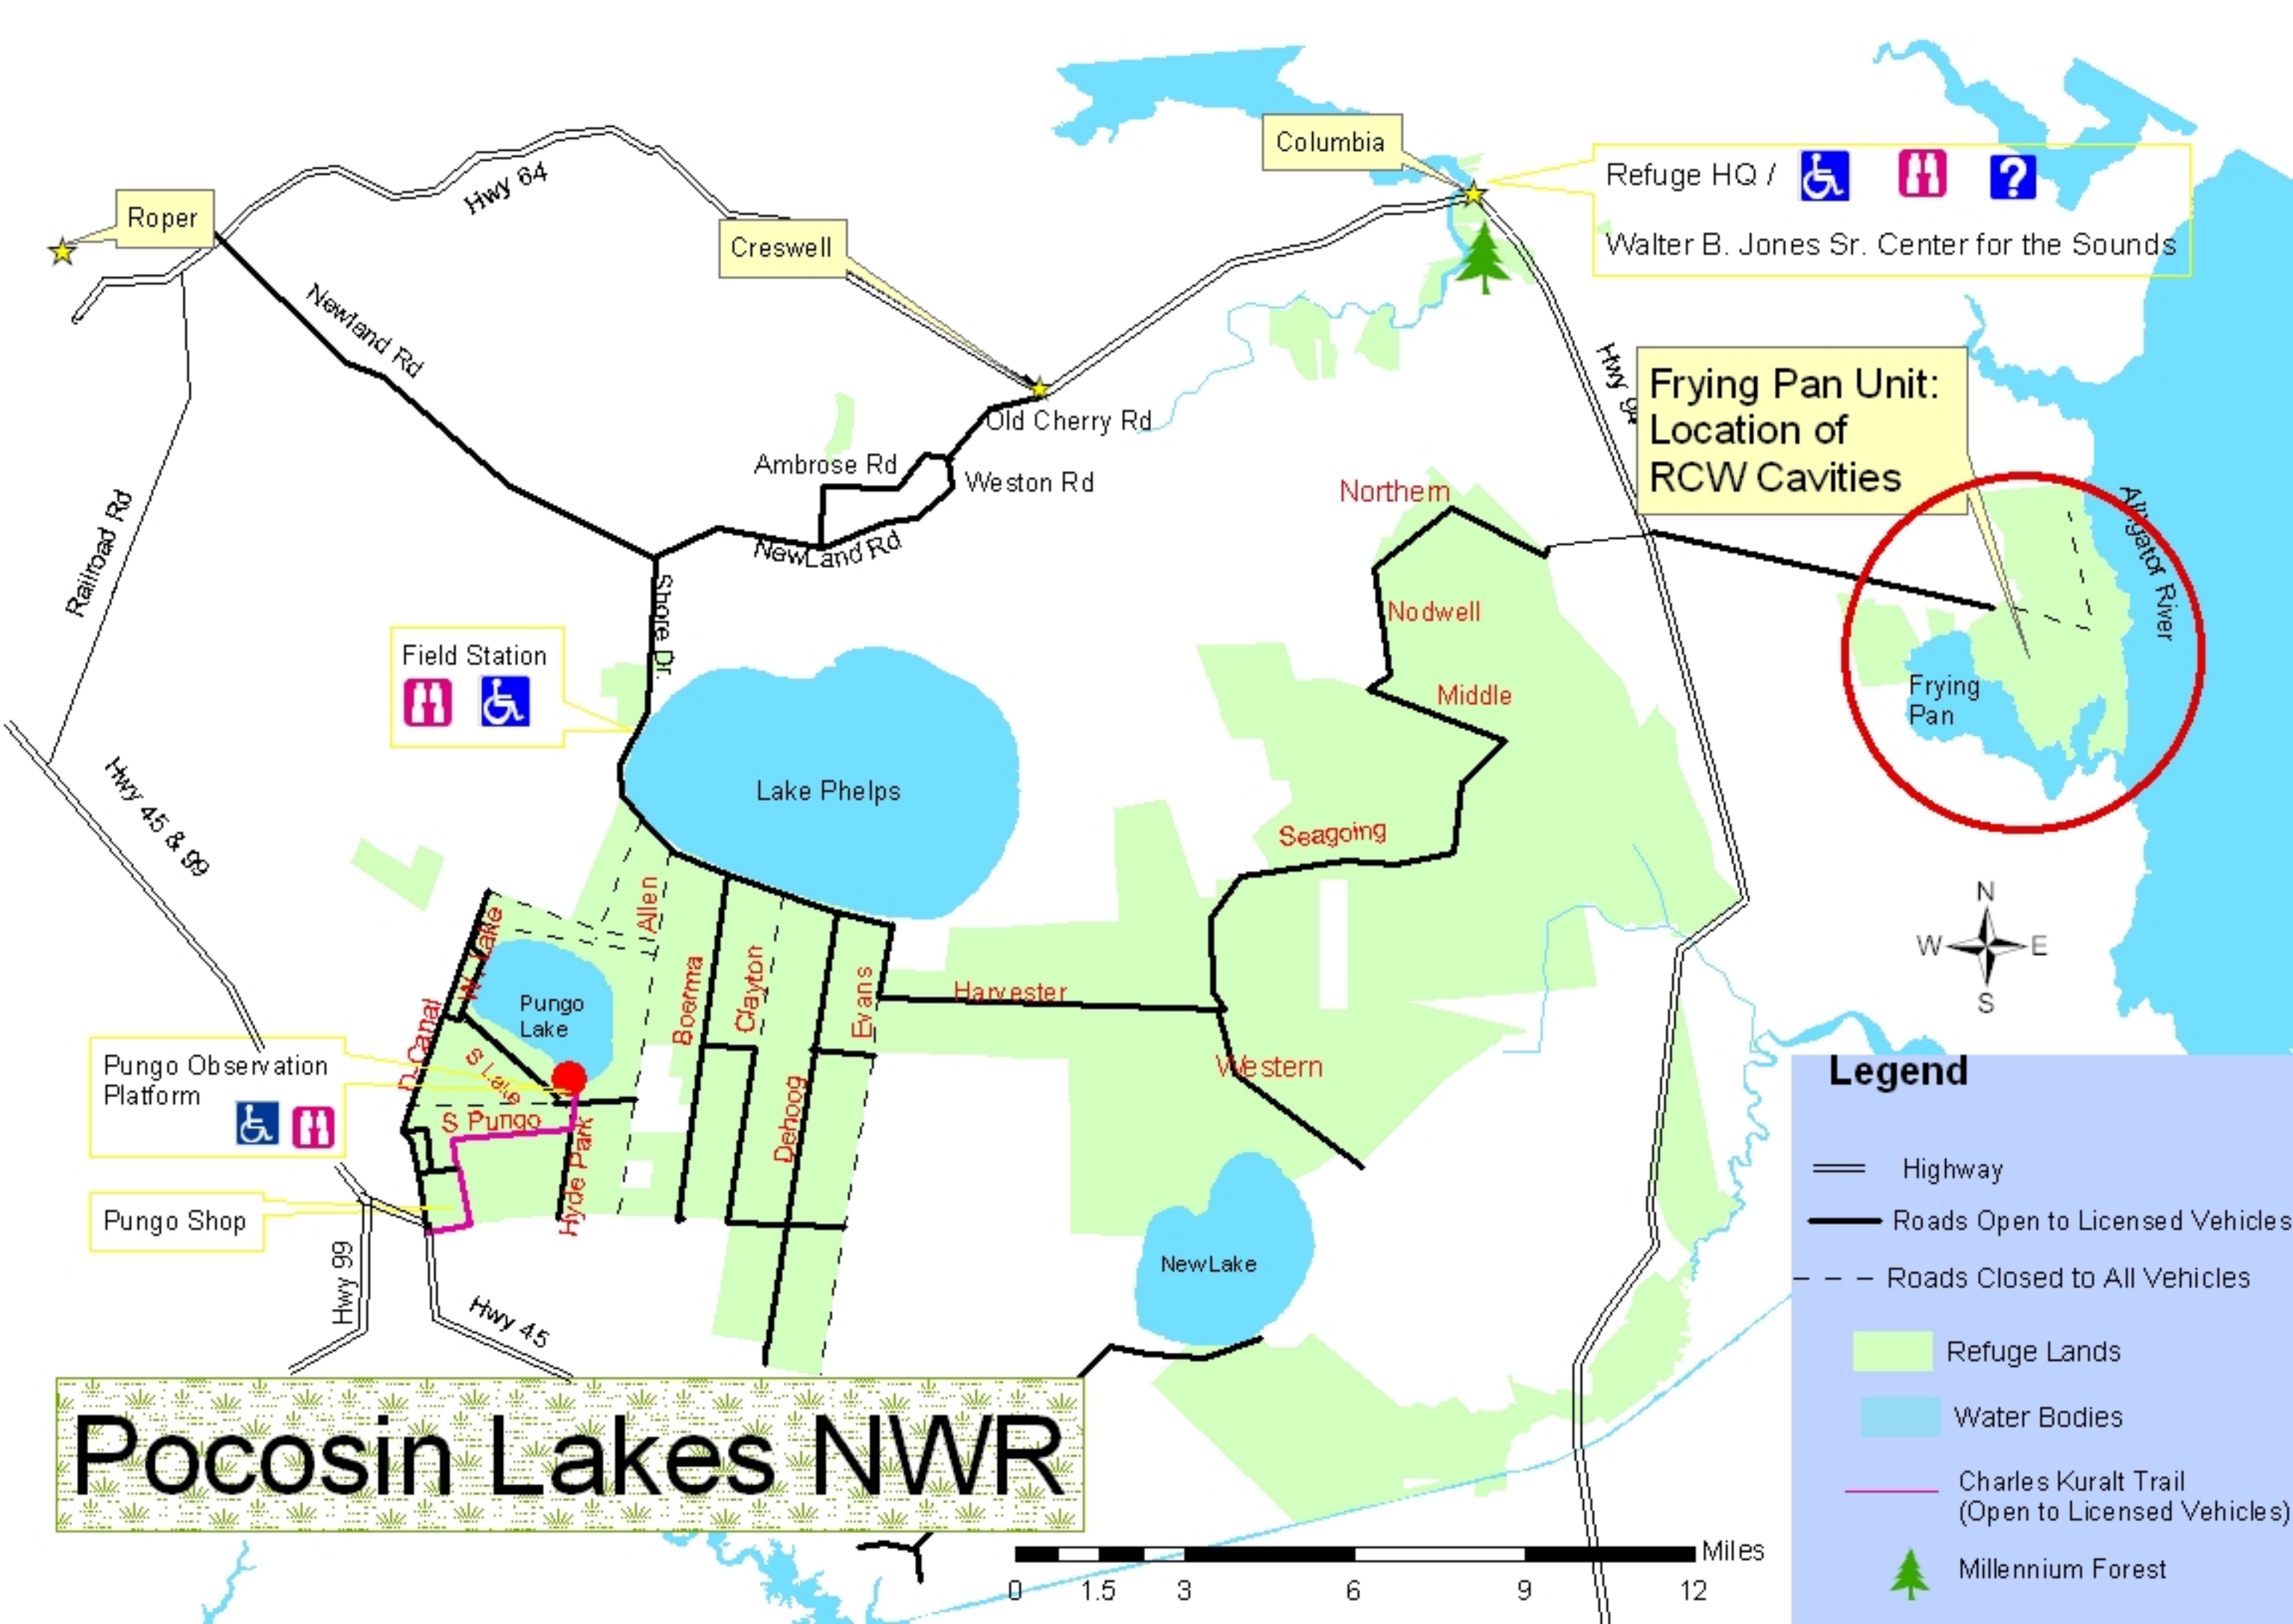 Columbia
Refuge HQ / ?
Walter B. Jones Sr. Center for the Sounds
Roper
Hwy 64
Creswell
Newland Rd
Hwy 94
Frying Pan Unit:
Location of
RCW Cavities
Old Cherry Rd
Ambrose Rd
Weston Rd
NewLand Rd
Northern
Alligator River
Railroad Rd
Shore Dr.
Nodwell
Field Station
Middle
Frying
Pan
Lake Phelps
Hwy 45 & 99
Seagoing
N
W
E
S
Allen
W. Lake
Pungo
Lake
Boerma
Clayton
Evans
Harvester
D-Canal
Western
Pungo Observation
Platform
S Lake
S Pungo
Hyde Park
Dehoog
Pungo Shop
Hwy 99
Hwy 45
NewLake
Legend
Highway
Roads Open to Licensed Vehicles
Roads Closed to All Vehicles
Refuge Lands
Water Bodies
Charles Kuralt Trail
(Open to Licensed Vehicles)
Millennium Forest
Pocosin Lakes NWR
Miles
0 1.5 3 6 9 12